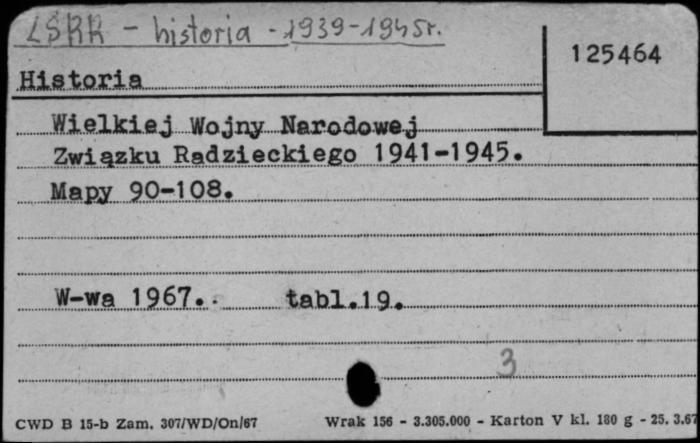 ZSRR - historia - 1939-1945r.
125464
Historia
Wielkiej Wojny Narodowej
Związku Radzieckiego 1941-1945.
Mapy 90-108.
W-wa 1967. tabl.19.
3
CWD B 15-b Zam. 307/WD/On/67 Wrak 156 - 3.305.000 - Karton V kl. 180 g - 25. 3.67